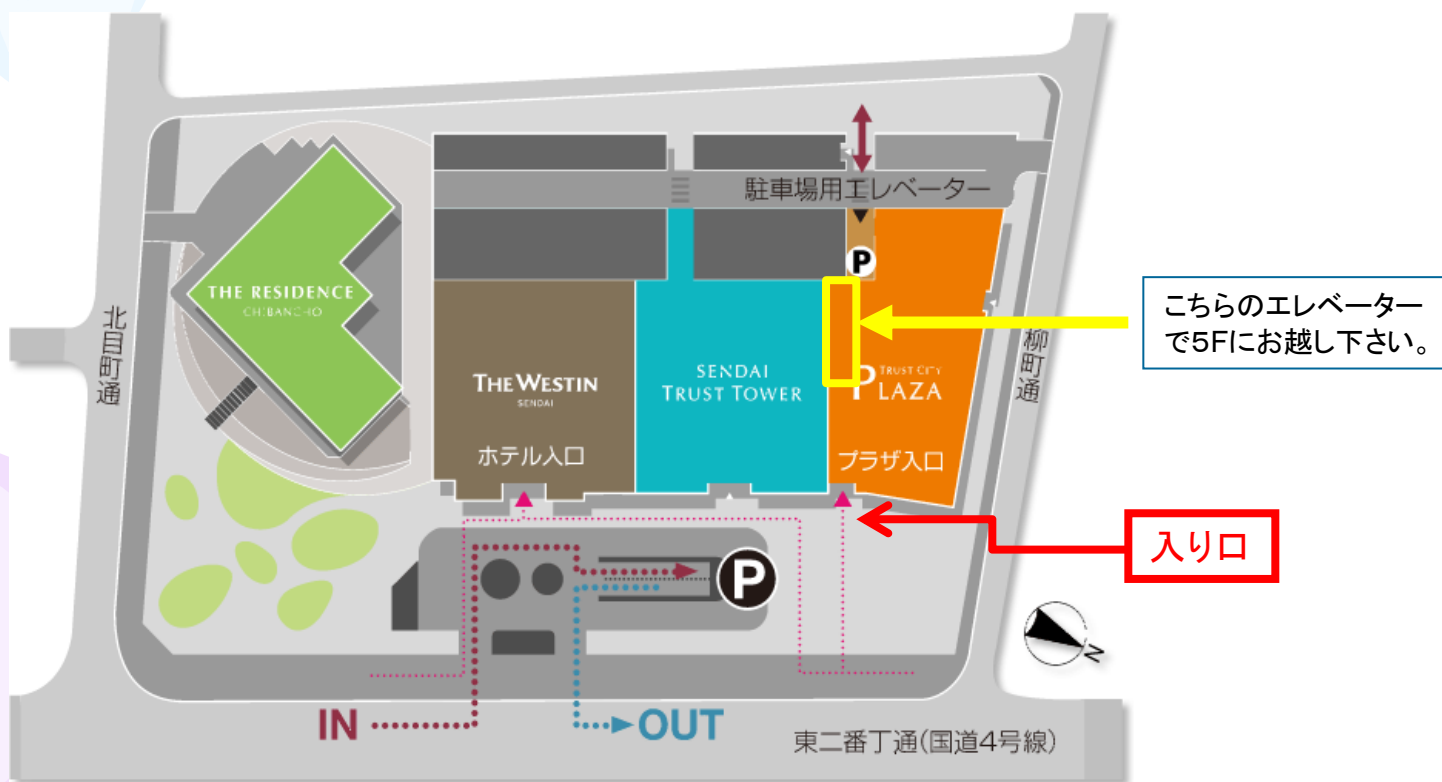 駐車場用エレベーター
P
THE RESIDENCE
CHIBANCHO
北目町通
こちらのエレベーター
で5Fにお越し下さい。
柳町通
THE WESTIN
SENDAI
SENDAI
TRUST TOWER
TRUST CITY
PLAZA
ホテル入口
プラザ入口
入り口
P
N
IN
OUT
東二番丁通(国道4号線)